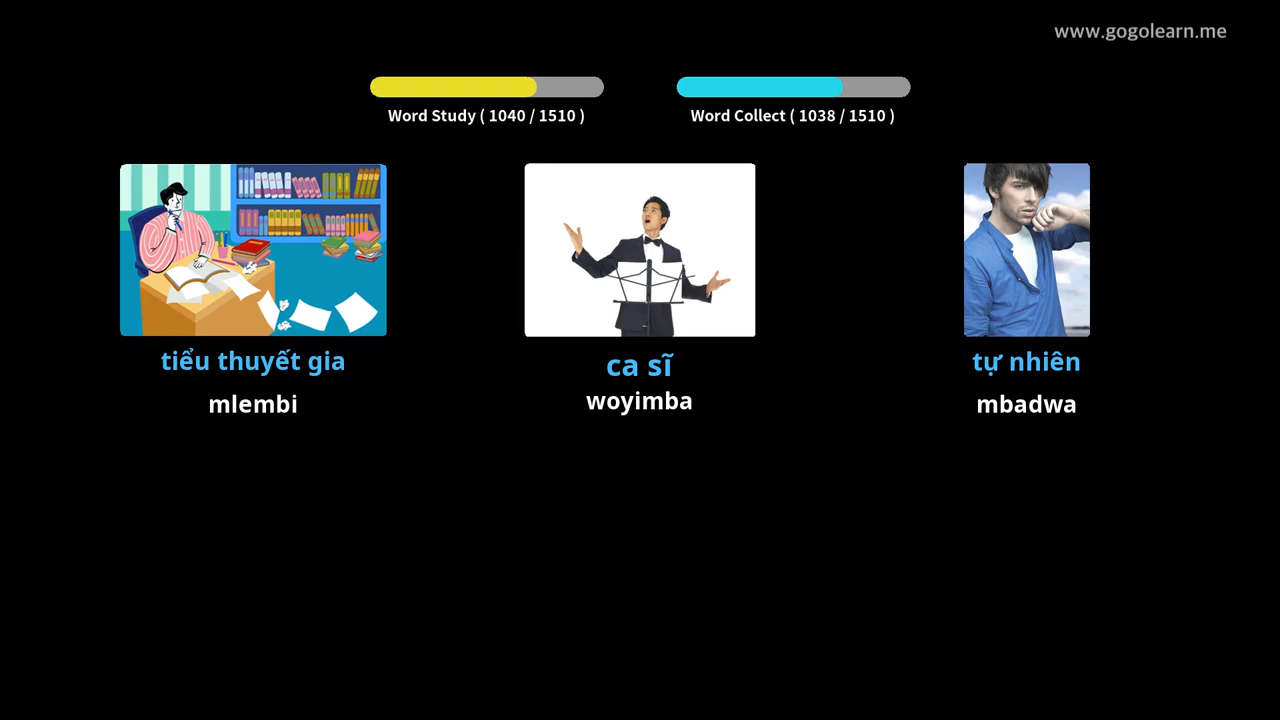 www.gogolearn.me
Word Study ( 1040 / 1510 )
Word Collect ( 1038 / 1510 )
tiểu thuyết gia
mlembi
ca sĩ
woyimba
tự nhiên
mbadwa